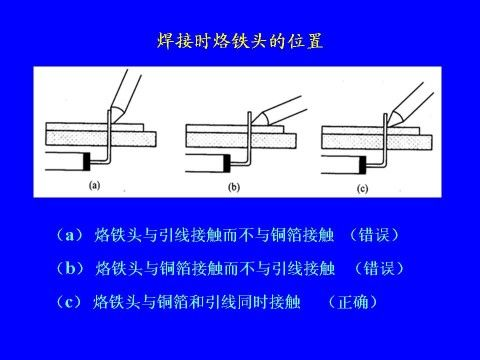 焊接时烙铁头的位置
(a) (b) (c)
（a） 烙铁头与引线接触而不与铜箔接触 （错误）
（b） 烙铁头与铜箔接触而不与引线接触 （错误）
（c） 烙铁头与铜箔和引线同时接触 （正确）